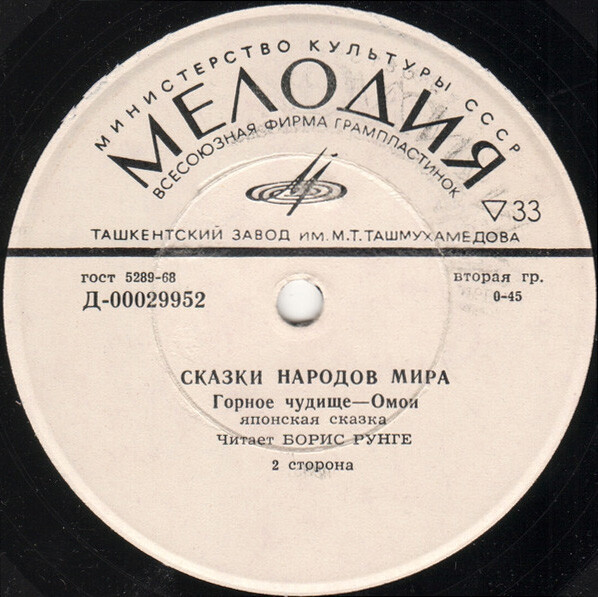 МИНИСТЕРСТВО КУЛЬТУРЫ СССР
МЕЛОДИЯ
ВСЕСОЮЗНАЯ ФИРМА ГРАМПЛАСТИНОК
▽33
ТАШКЕНТСКИЙ ЗАВОД ИМ. М.Т.ТАШМУХАМЕДОВА
гост 5289-68
вторая гр.
Д-00029952
0-45
СКАЗКИ НАРОДОВ МИРА
Горное чудище—Омои
японская сказка
Читает БОРИС РУНГЕ
2 сторона